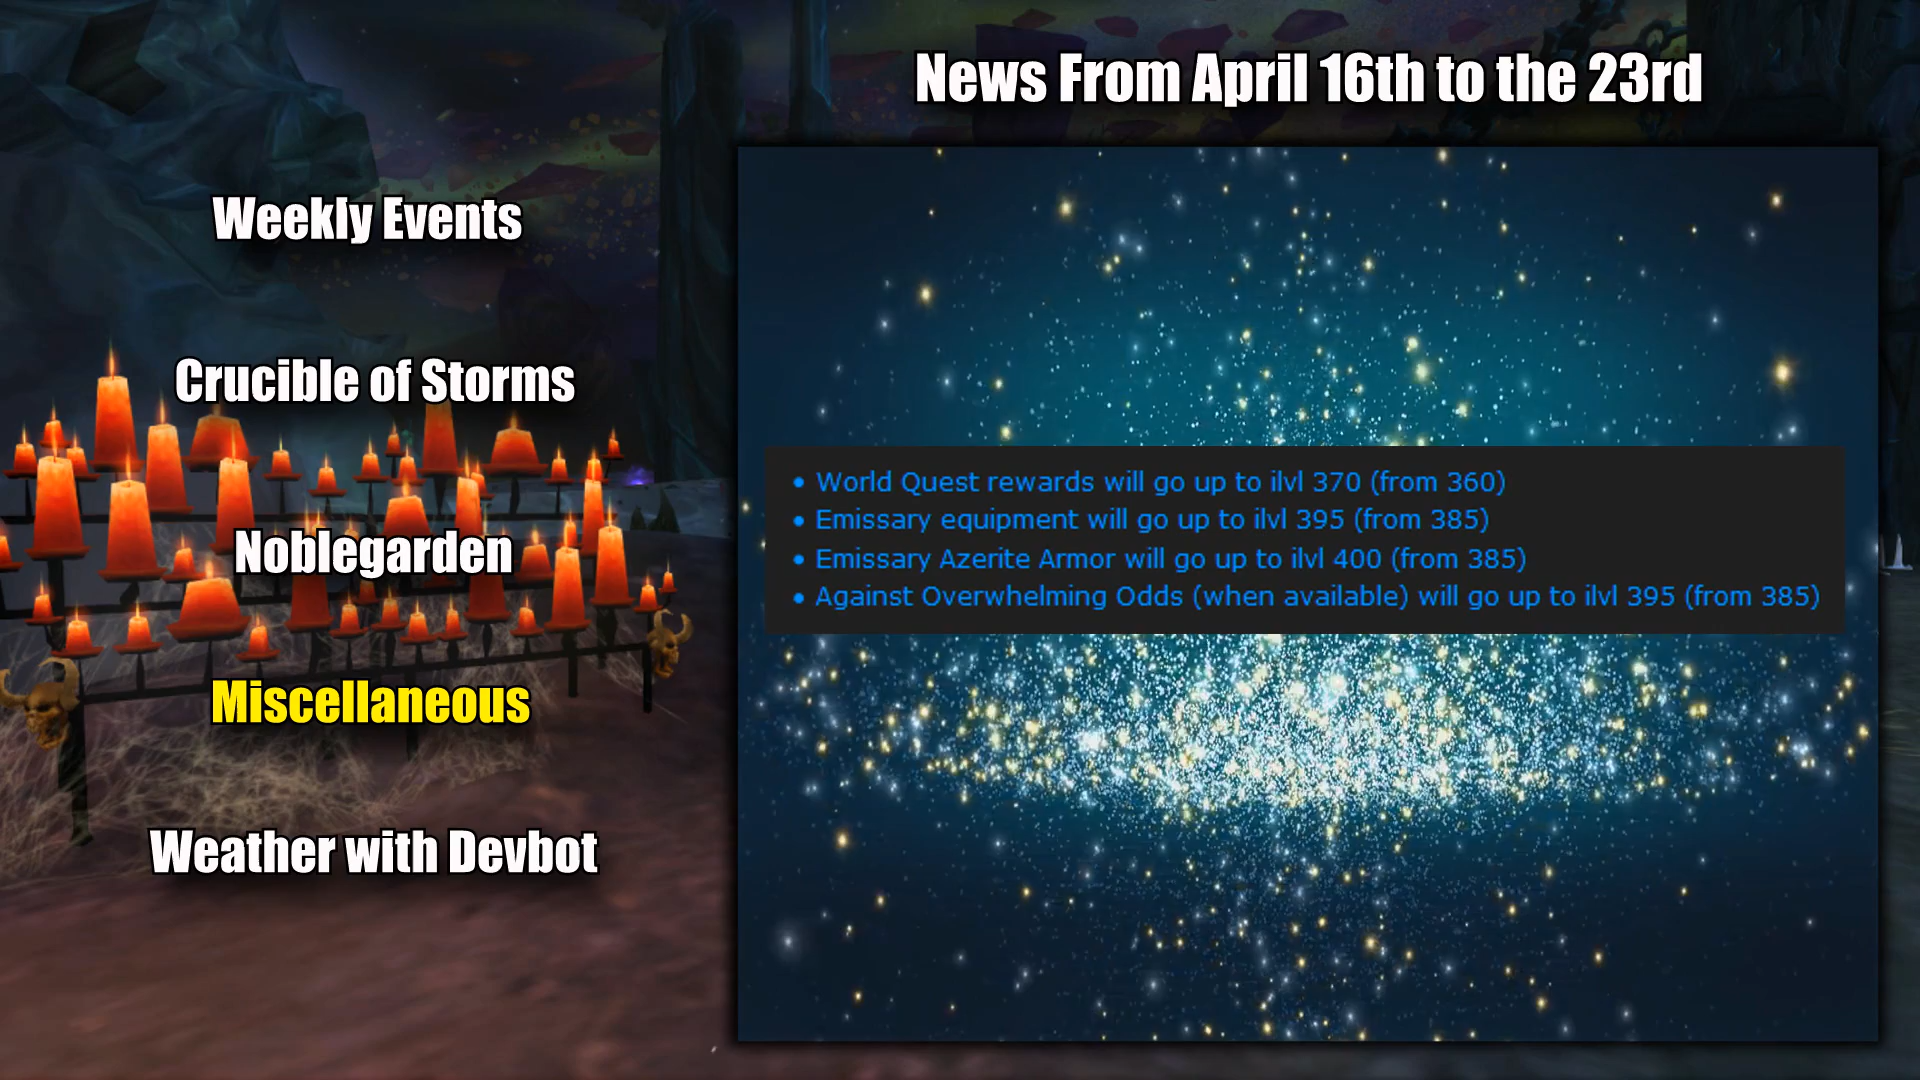 News From April 16th to the 23rd
Weekly Events
Crucible of Storms
Noblegarden
Miscellaneous
Weather with Devbot
• World Quest rewards will go up to ilvl 370 (from 360)
• Emissary equipment will go up to ilvl 395 (from 385)
• Emissary Azerite Armor will go up to ilvl 400 (from 385)
• Against Overwhelming Odds (when available) will go up to ilvl 395 (from 385)